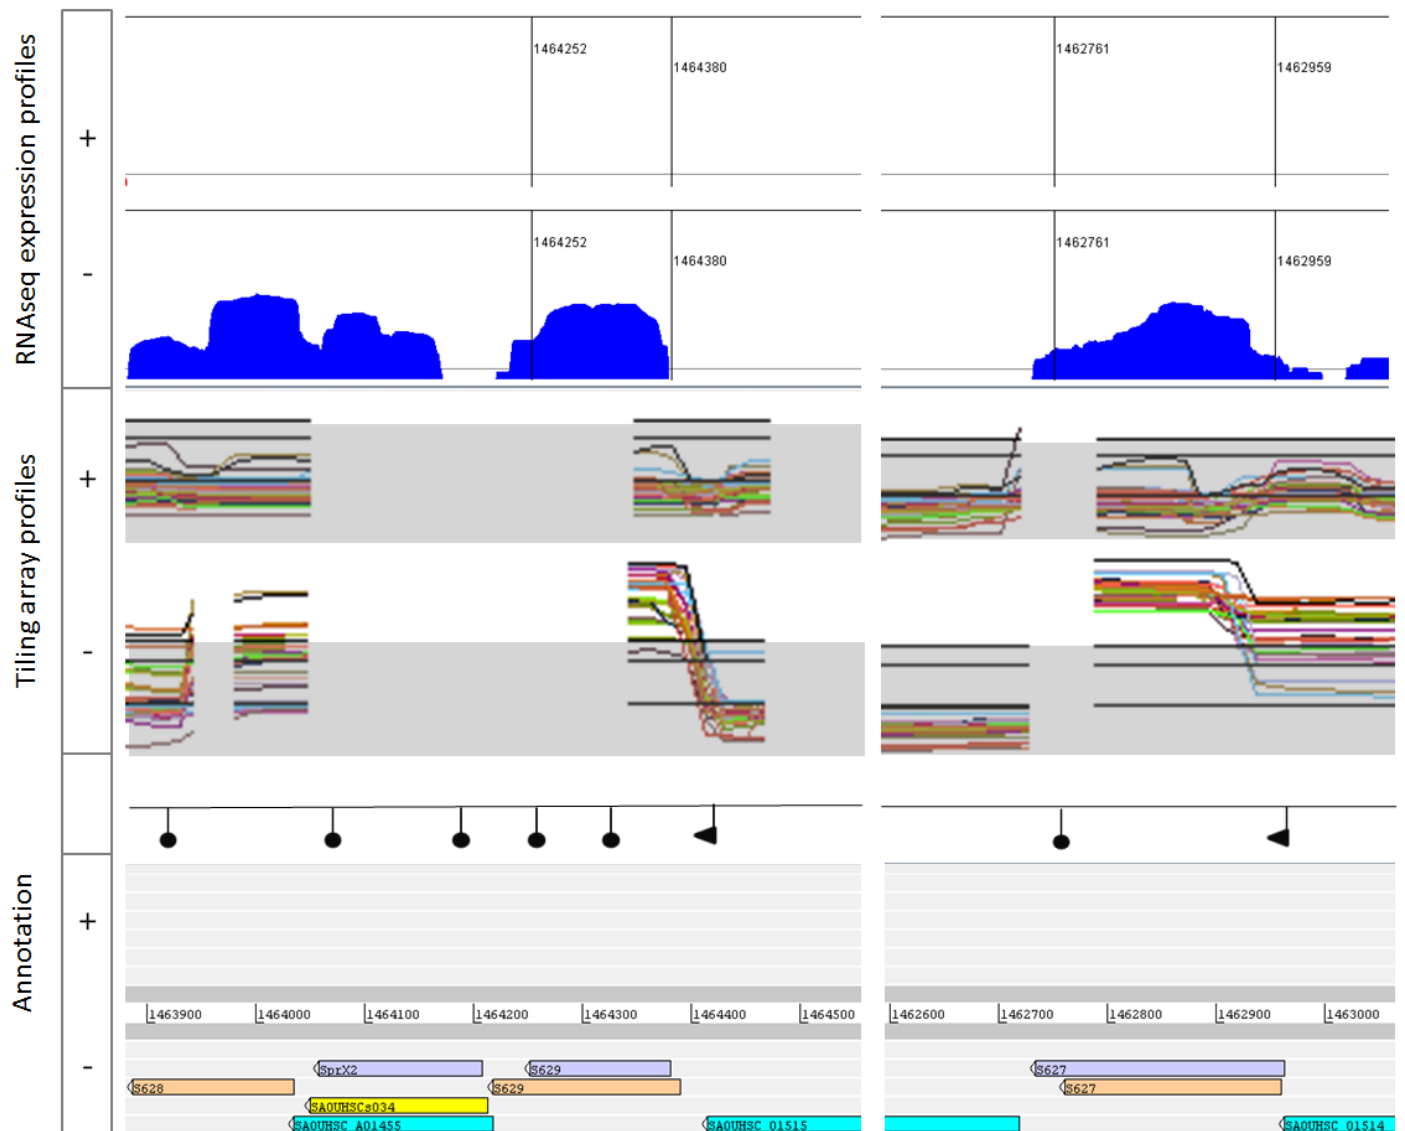 RNAseq expression profiles
+
1464252
1464380
1462761
1462959
-
1464252
1464380
1462761
1462959
Tiling array profiles
+
-
Annotation
+
1463900
1464000
1464100
1464200
1464300
1464400
1464500
1462600
1462700
1462800
1462900
1463000
-
SprX2
S629
S627
S628
S629
S627
SAOUHSCs034
SAOUHSC_A01455
SAOUHSC_01515
SAOUHSC_01514